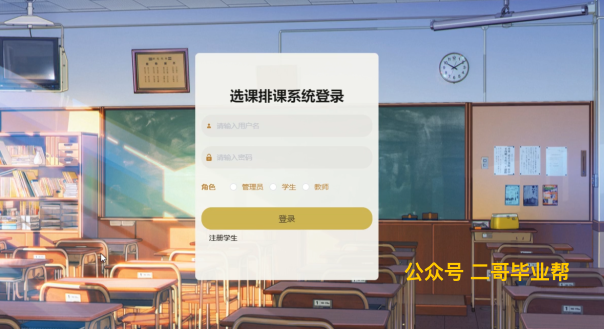 选课排课系统登录
请输入用户名
请输入密码
角色 管理员 学生 教师
登录
注册学生
公众号 二哥毕业帮